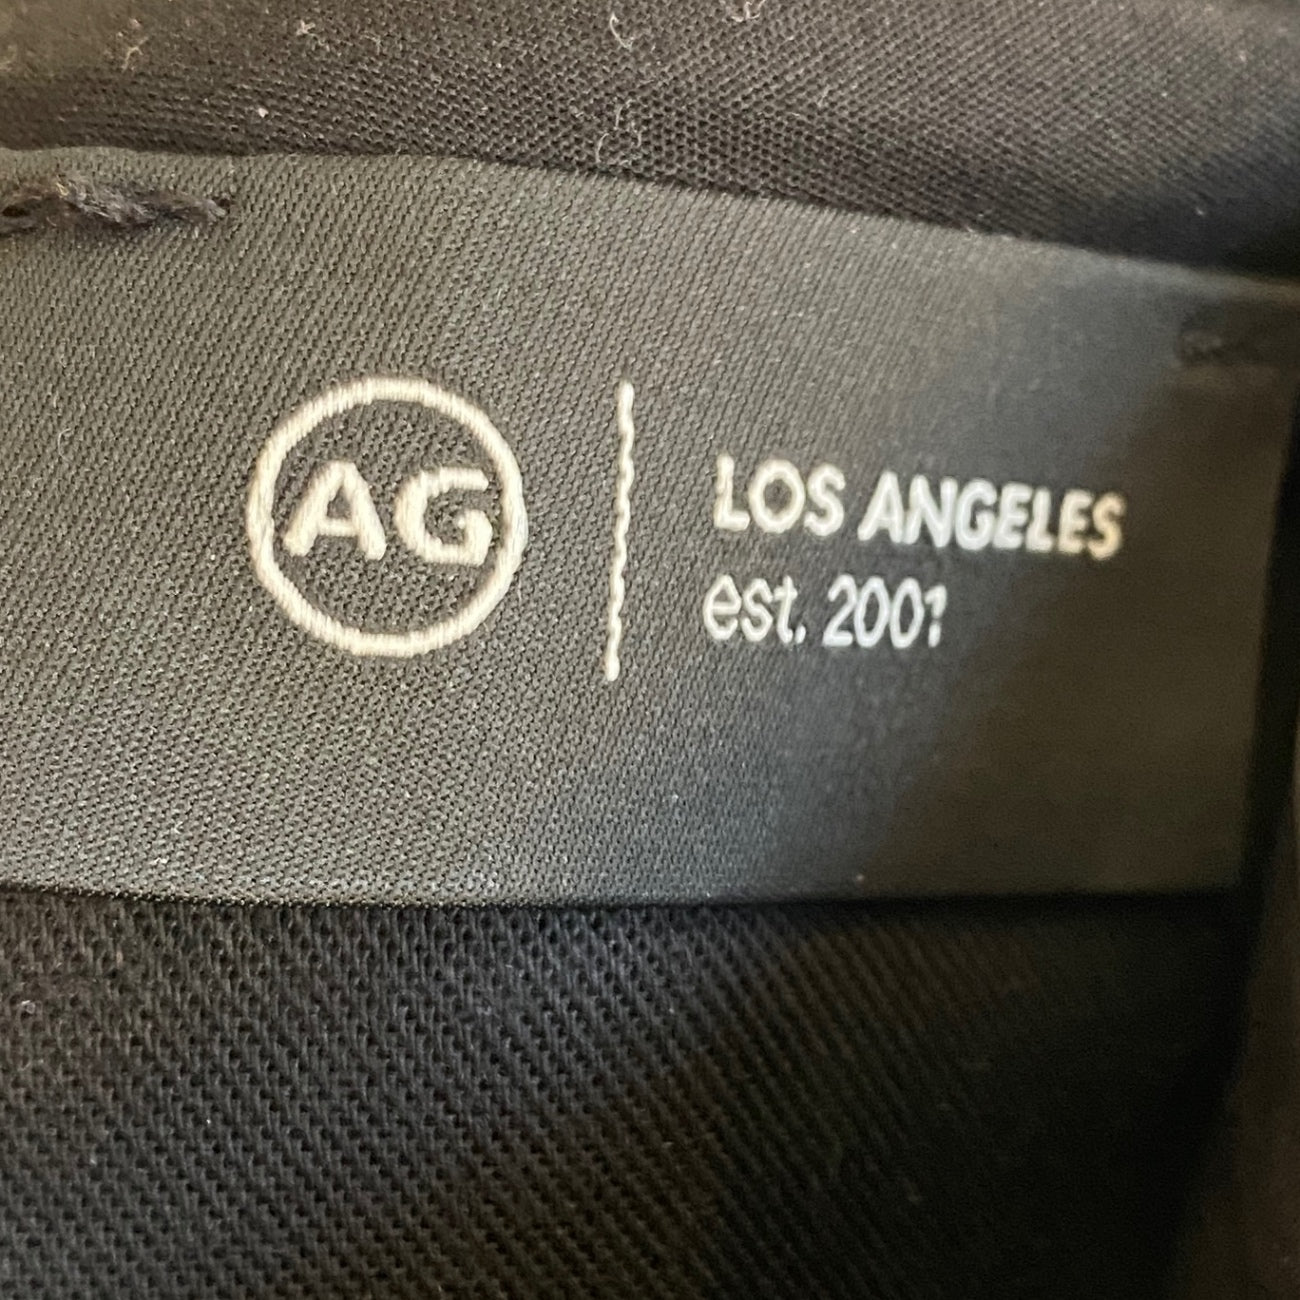 AG
LOS ANGELES
est. 2001